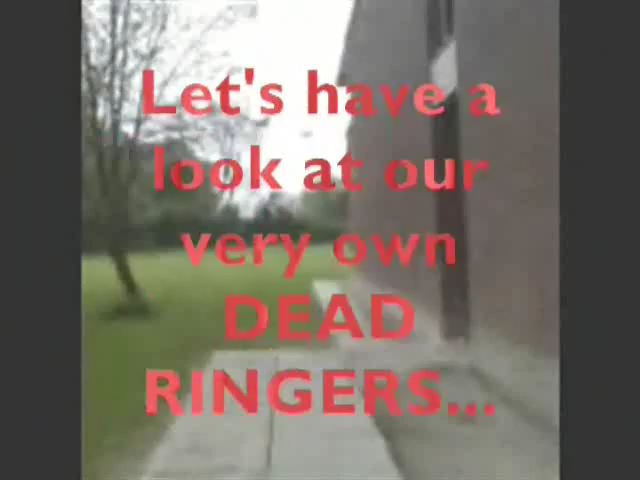 Let's have a
look at our
very own
DEAD
RINGERS...